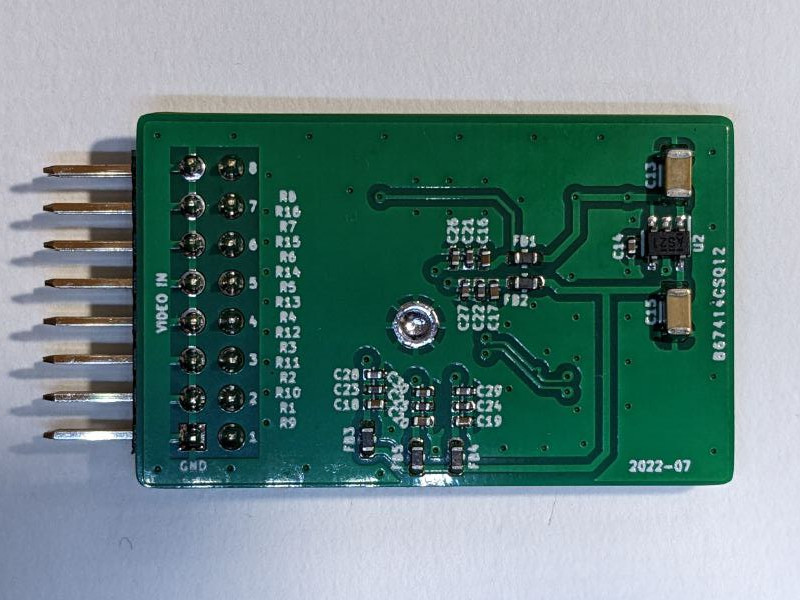 8
7
6
5
4
3
2
1
VIDEO IN
GND
R8
R16
R7
R15
R6
R14
R5
R13
R4
R12
R3
R11
R2
R10
R1
R9
C26 C21 C16
FB1
FB2
C27 C22 C17
C13
C14
U2
C15
B67414CSQ12
C28
C23
C18
C29
C24
C19
FB3
FB5
FB4
2022-07